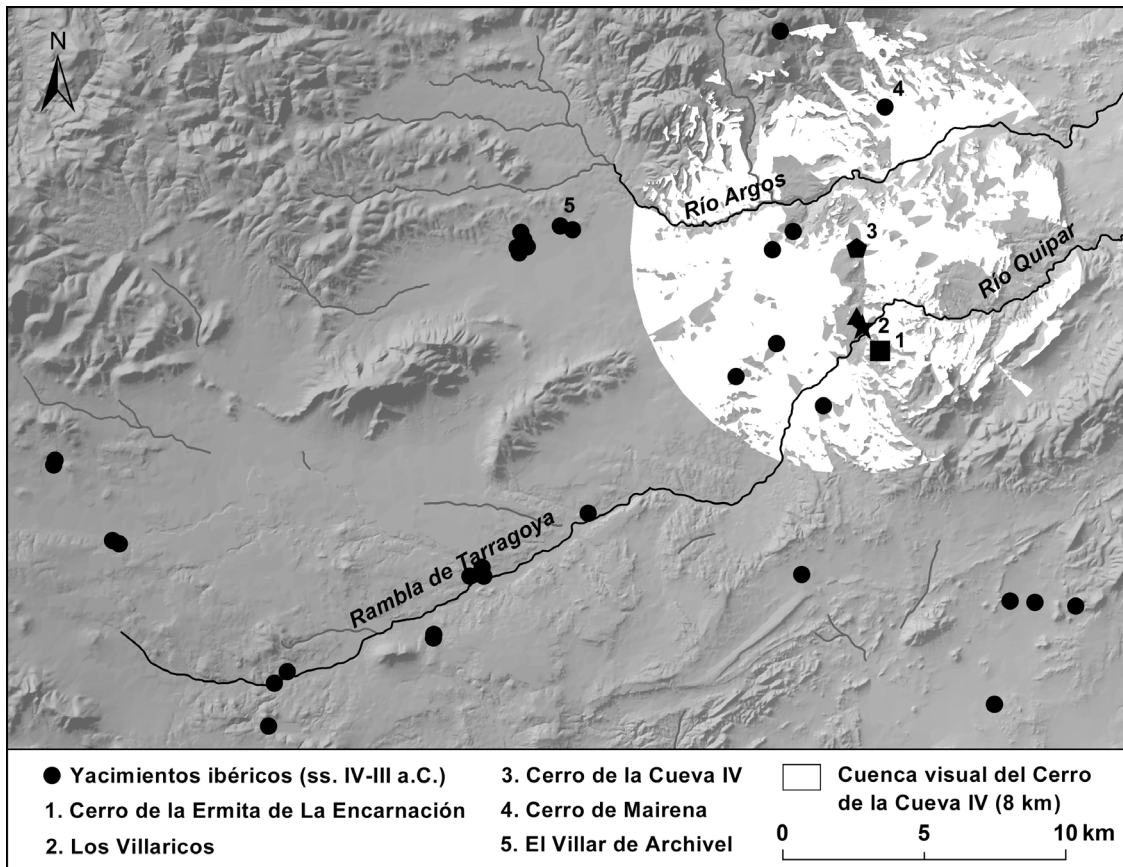 N
4
Río Argos
5
3
Río Quipar
2
1
Rambla de Tarragoya
Yacimientos ibéricos (ss. IV-III a.C.)
1. Cerro de la Ermita de La Encarnación
2. Los Villaricos
3. Cerro de la Cueva IV
4. Cerro de Mairena
5. El Villar de Archivel
Cuenca visual del Cerro
de la Cueva IV (8 km)
0 5 10 km